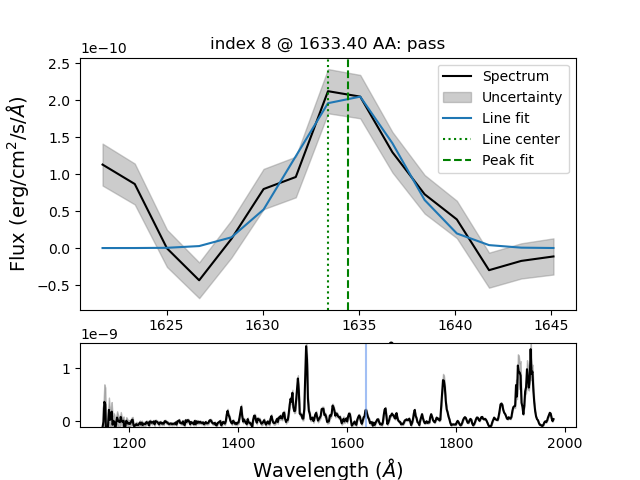 index 8 @ 1633.40 AA: pass
1e−10
2.5
2.0
1.5
1.0
0.5
0.0
−0.5
Flux (erg/cm²/s/Å)
Spectrum
Uncertainty
Line fit
Line center
Peak fit
1625 1630 1635 1640 1645
1e−9
1
0
1200 1400 1600 1800 2000
Wavelength (Å)